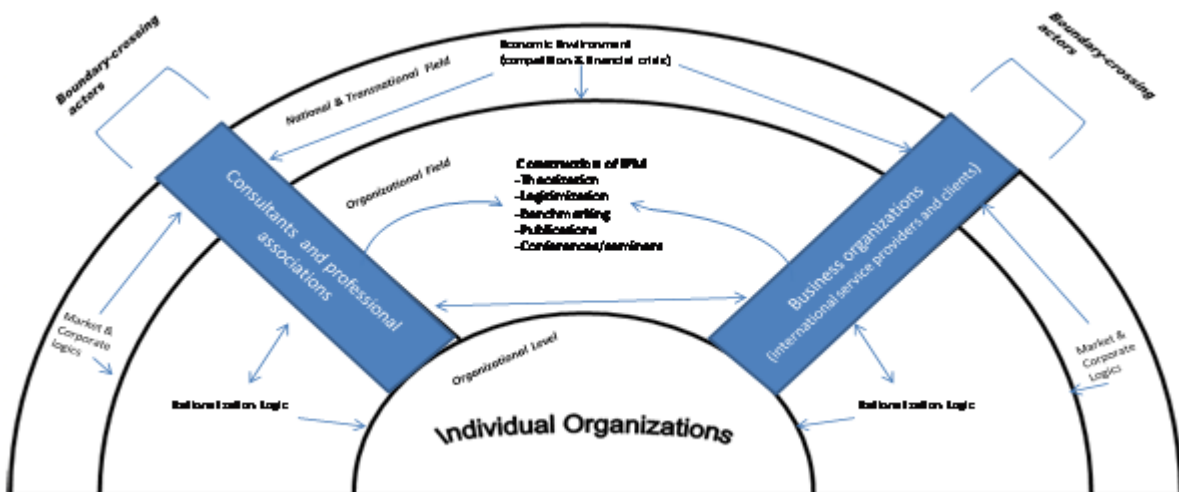 Boundary-crossing
actors
Economic Environment
(competition & financial crisis)
Boundary-crossing
actors
National & Transnational Field
Organizational Field
Construction of
-Theorization
-Legitimization
-Benchmarking
-Publications
-Conferences/seminars
Consultants and professional
associations
Business organizations
(international service providers and clients)
Market &
Corporate
logics
Organizational Level
Market &
Corporate
Logics
Rationalization Logic
Rationalization Logic
Individual Organizations